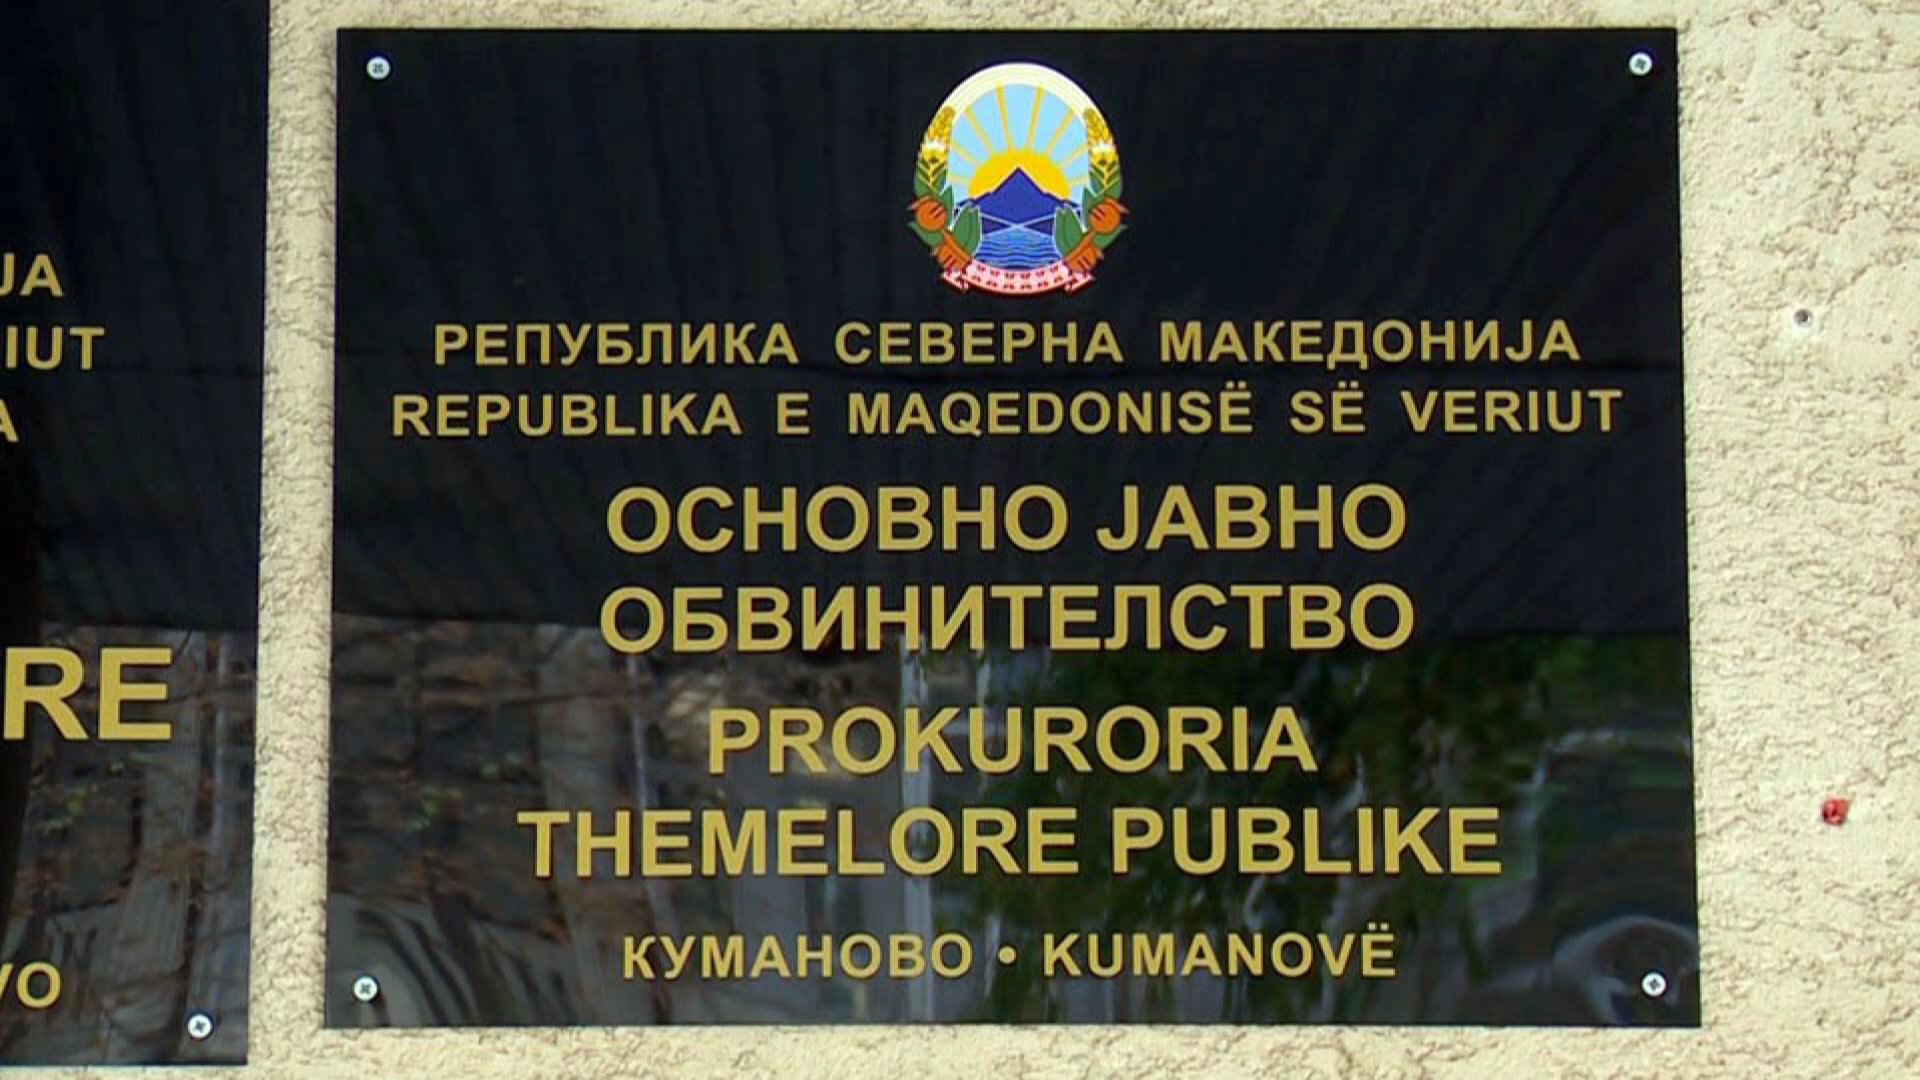 РЕПУБЛИКА СЕВЕРНА МАКЕДОНИЈА
REPUBLIKA E MAQEDONISË SË VERIUT
ОСНОВНО ЈАВНО
ОБВИНИТЕЛСТВО
PROKURORIA
THEMELORE PUBLIKE
КУМАНОВО • KUMANOVË